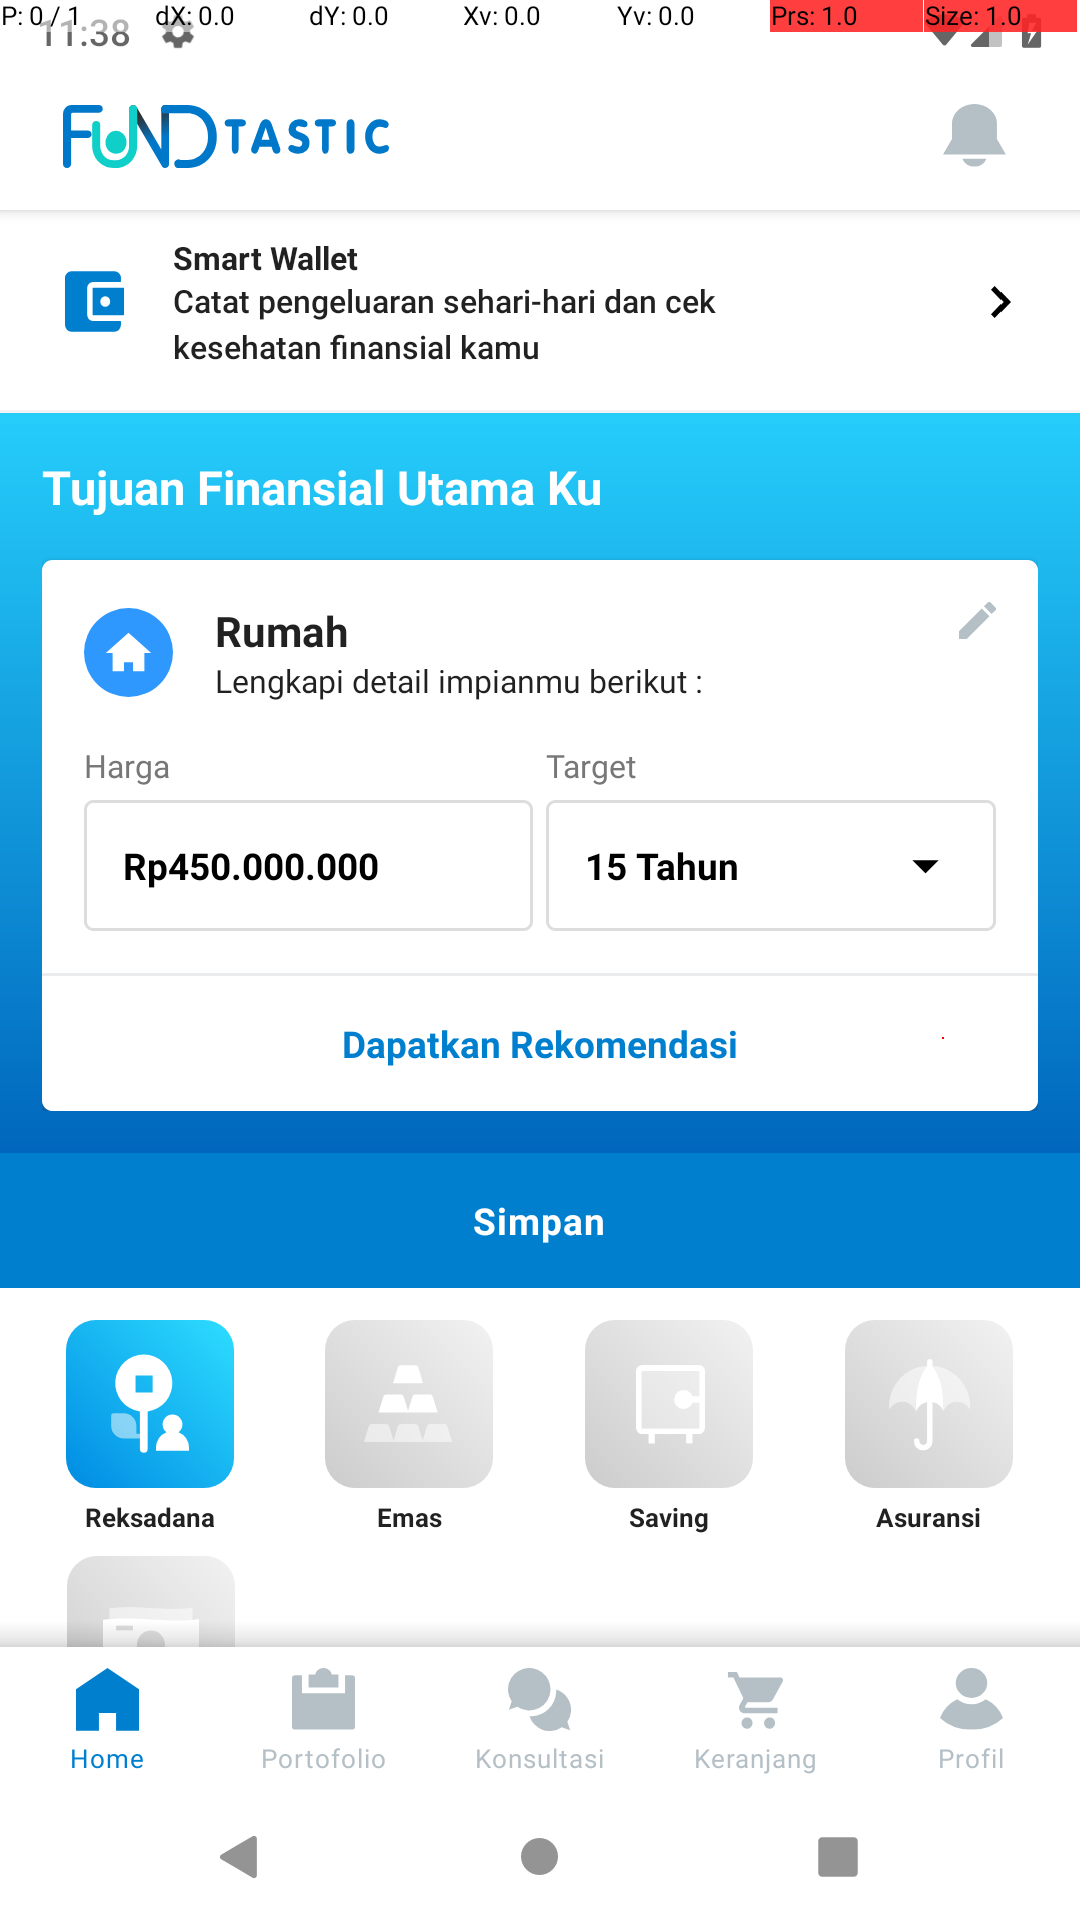 P: 0 / 1 dX: 0.0 dY: 0.0 Xv: 0.0 Yv: 0.0 Prs: 1.0 Size: 1.0
11:38
FUNDTASTIC
Smart Wallet
Catat pengeluaran sehari-hari dan cek
kesehatan finansial kamu
Tujuan Finansial Utama Ku
Rumah
Lengkapi detail impianmu berikut :
Harga Target
Rp450.000.000 15 Tahun
Dapatkan Rekomendasi
Simpan
Reksadana Emas Saving Asuransi
Home Portofolio Konsultasi Keranjang Profil